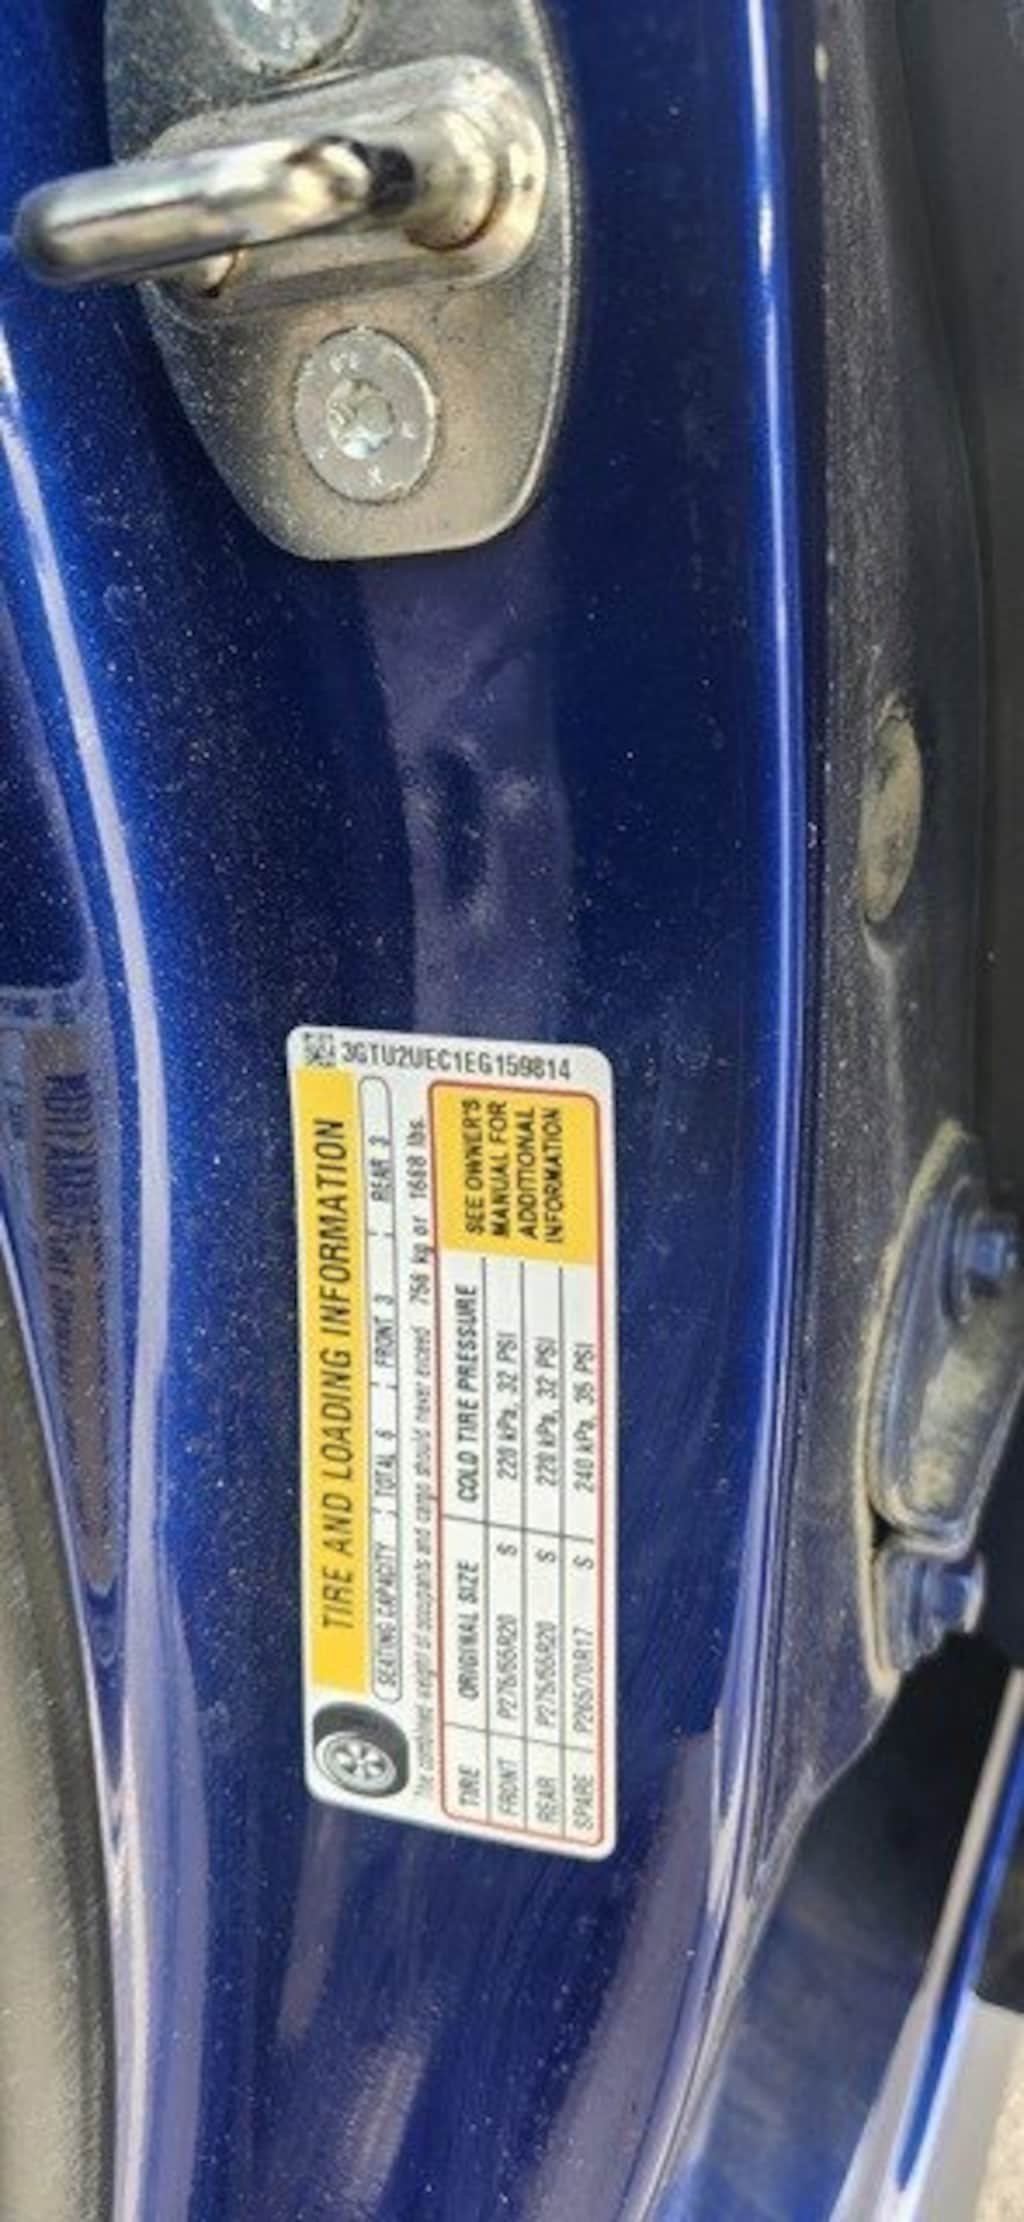 3GTU2UEC1EG159814
TIRE AND LOADING INFORMATION
SEATING CAPACITY TOTAL 6 FRONT 3 REAR 3
The combined weight of occupants and cargo should never exceed 756 kg or 1668 lbs.
TIRE ORIGINAL SIZE COLD TIRE PRESSURE
FRONT P275/55R20 S 220 kPa, 32 PSI
REAR P275/55R20 S 220 kPa, 32 PSI
SPARE P265/70R17 S 240 kPa, 35 PSI
SEE OWNER'S
MANUAL FOR
ADDITIONAL
INFORMATION